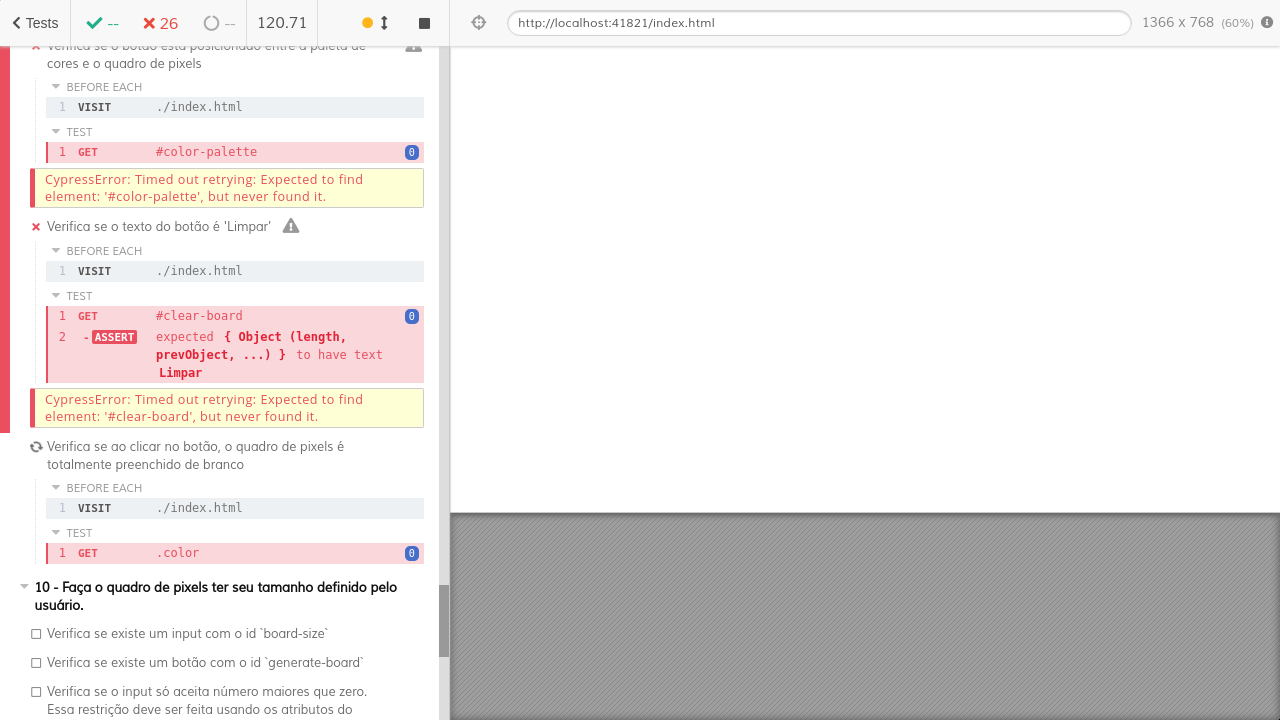 Tests
--
26
--
120.71
http://localhost:41821/index.html
1366 x 768 (60%)
Verifica se o botão está posicionado entre a paleta de
cores e o quadro de pixels
BEFORE EACH
1 VISIT ./index.html
TEST
1 GET #color-palette 0
CypressError: Timed out retrying: Expected to find
element: '#color-palette', but never found it.
Verifica se o texto do botão é 'Limpar'
BEFORE EACH
1 VISIT ./index.html
TEST
1 GET #clear-board 0
2 -ASSERT expected { Object (length,
prevObject, ...) } to have text
Limpar
CypressError: Timed out retrying: Expected to find
element: '#clear-board', but never found it.
Verifica se ao clicar no botão, o quadro de pixels é
totalmente preenchido de branco
BEFORE EACH
1 VISIT ./index.html
TEST
1 GET .color 0
10 - Faça o quadro de pixels ter seu tamanho definido pelo
usuário.
Verifica se existe um input com o id `board-size`
Verifica se existe um botão com o id `generate-board`
Verifica se o input só aceita número maiores que zero.
Essa restrição deve ser feita usando os atributos do